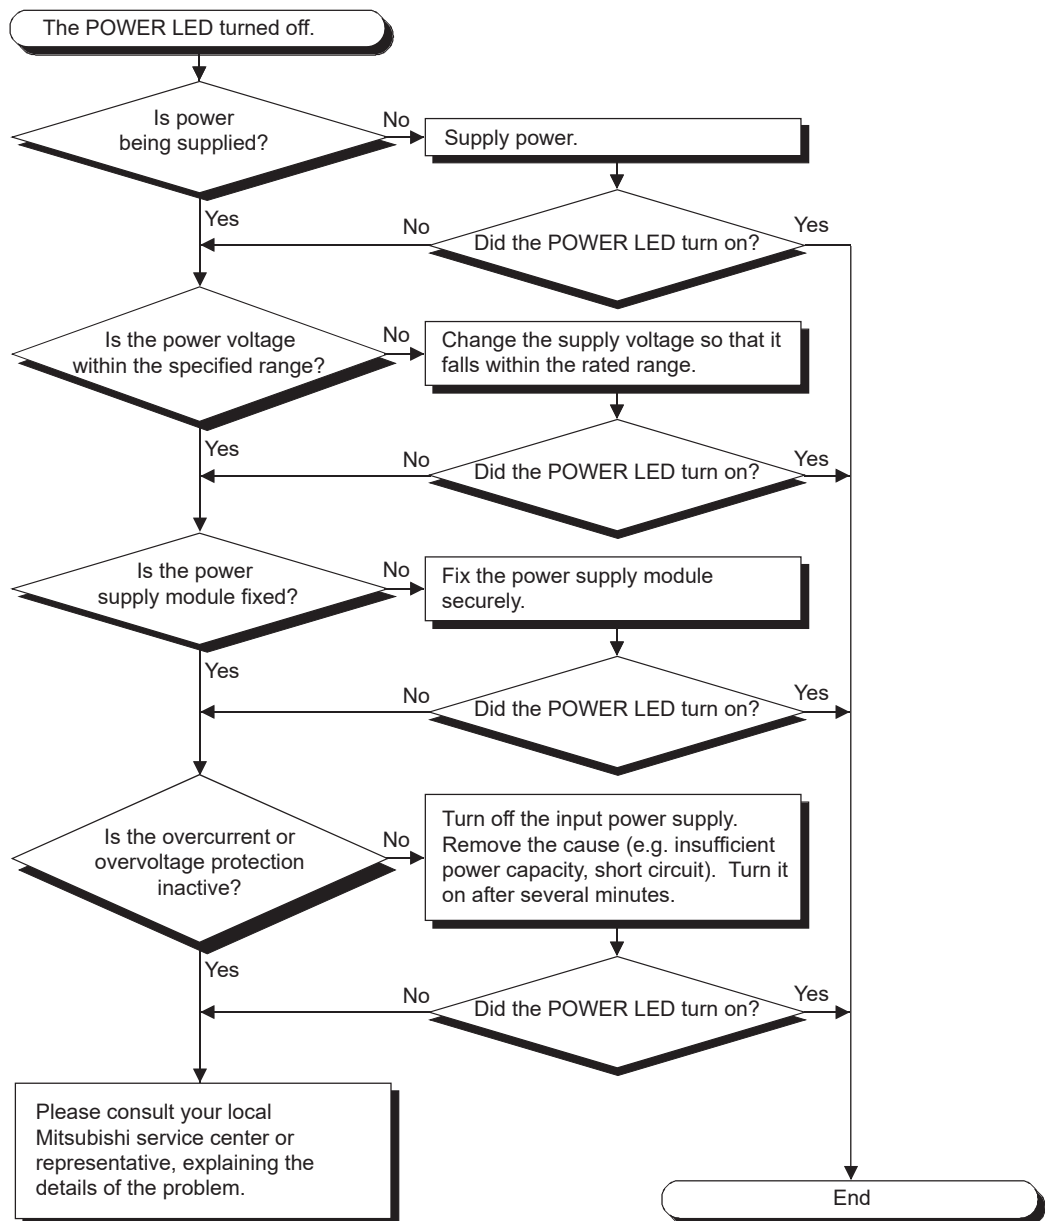 The POWER LED turned off.
Is power
being supplied?
No
Supply power.
Yes
No
Did the POWER LED turn on?
Yes
Is the power voltage
within the specified range?
No
Change the supply voltage so that it
falls within the rated range.
Yes
No
Did the POWER LED turn on?
Yes
Is the power
supply module fixed?
No
Fix the power supply module
securely.
Yes
No
Did the POWER LED turn on?
Yes
Is the overcurrent or
overvoltage protection
inactive?
No
Turn off the input power supply.
Remove the cause (e.g. insufficient
power capacity, short circuit).  Turn it
on after several minutes.
Yes
No
Did the POWER LED turn on?
Yes
Please consult your local
Mitsubishi service center or
representative, explaining the
details of the problem.
End